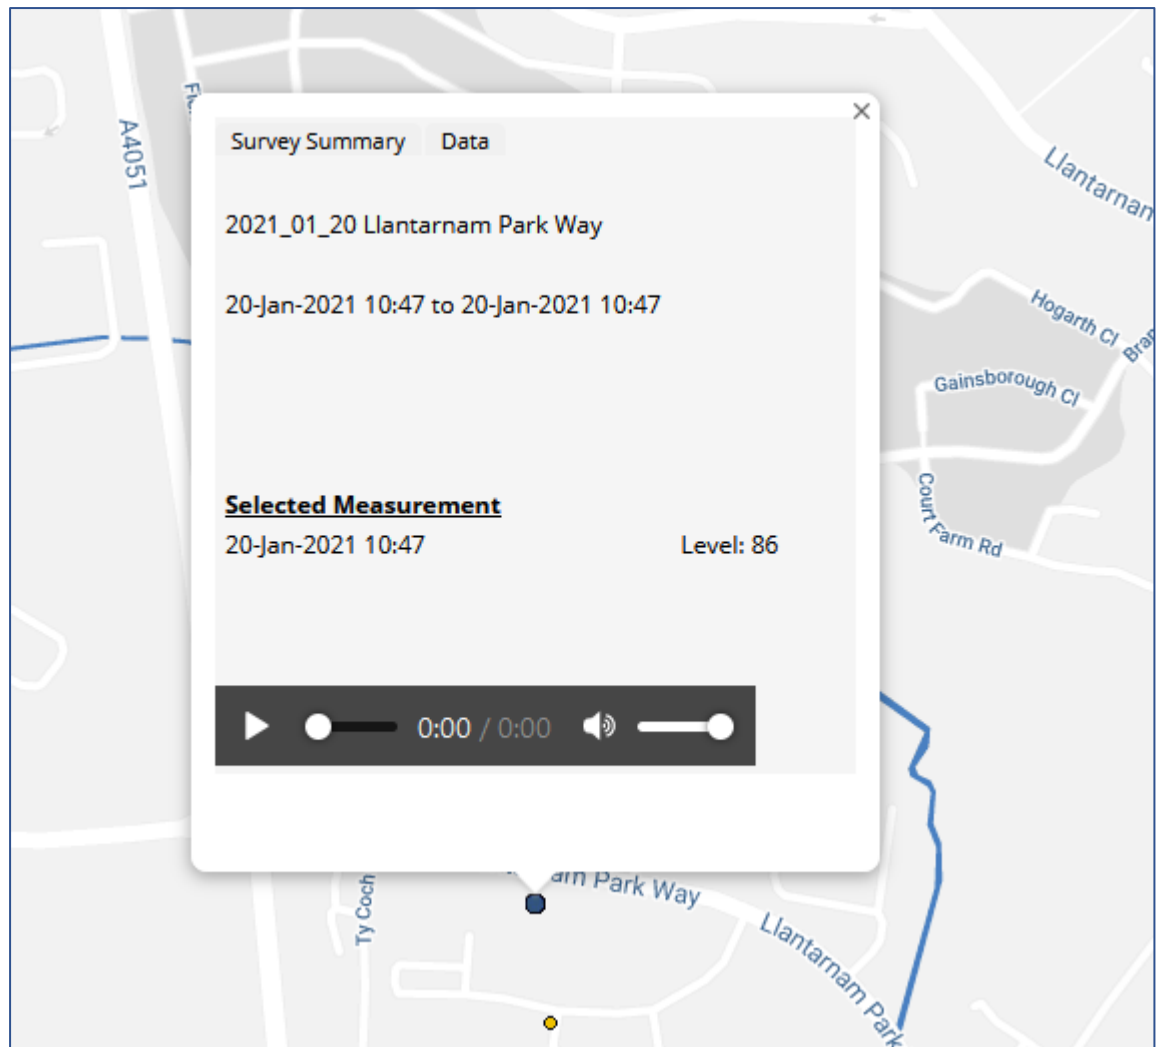 A4051
Survey Summary Data
2021_01_20 Llantarnam Park Way
20-Jan-2021 10:47 to 20-Jan-2021 10:47
Selected Measurement
20-Jan-2021 10:47 Level: 86
0:00 / 0:00
Llantarnam
Hogarth Cl
Gainsborough Cl
Court Farm Rd
Park Way
Ty Coch
Llantarnam Park